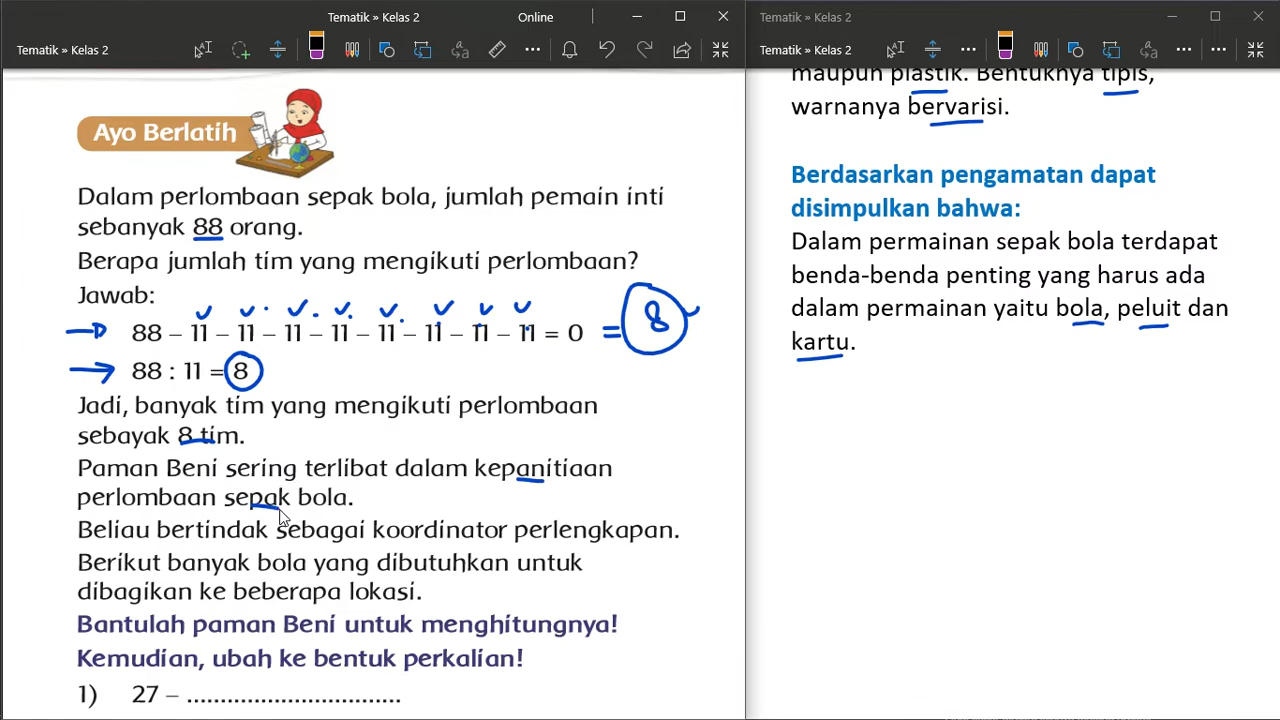 Tematik » Kelas 2
Online
Tematik » Kelas 2
Ayo Berlatih
Dalam perlombaan sepak bola, jumlah pemain inti
sebanyak 88 orang.
Berapa jumlah tim yang mengikuti perlombaan?
Jawab:
88 – 11 – 11 – 11 – 11 – 11 – 11 – 11 – 11 = 0 = 8
88 : 11 = 8
Jadi, banyak tim yang mengikuti perlombaan
sebayak 8 tim.
Paman Beni sering terlibat dalam kepanitiaan
perlombaan sepak bola.
Beliau bertindak sebagai koordinator perlengkapan.
Berikut banyak bola yang dibutuhkan untuk
dibagikan ke beberapa lokasi.
Bantulah paman Beni untuk menghitungnya!
Kemudian, ubah ke bentuk perkalian!
1) 27 – ....................................
Tematik » Kelas 2
Tematik » Kelas 2
maupun plastik. Bentuknya tipis,
warnanya bervarisi.
Berdasarkan pengamatan dapat
disimpulkan bahwa:
Dalam permainan sepak bola terdapat
benda-benda penting yang harus ada
dalam permainan yaitu bola, peluit dan
kartu.